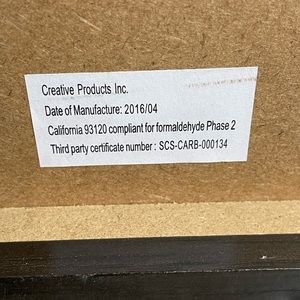 Creative Products Inc.
Date of Manufacture: 2016/04
California 93120 compliant for formaldehyde Phase 2
Third party certificate number : SCS-CARB-000134